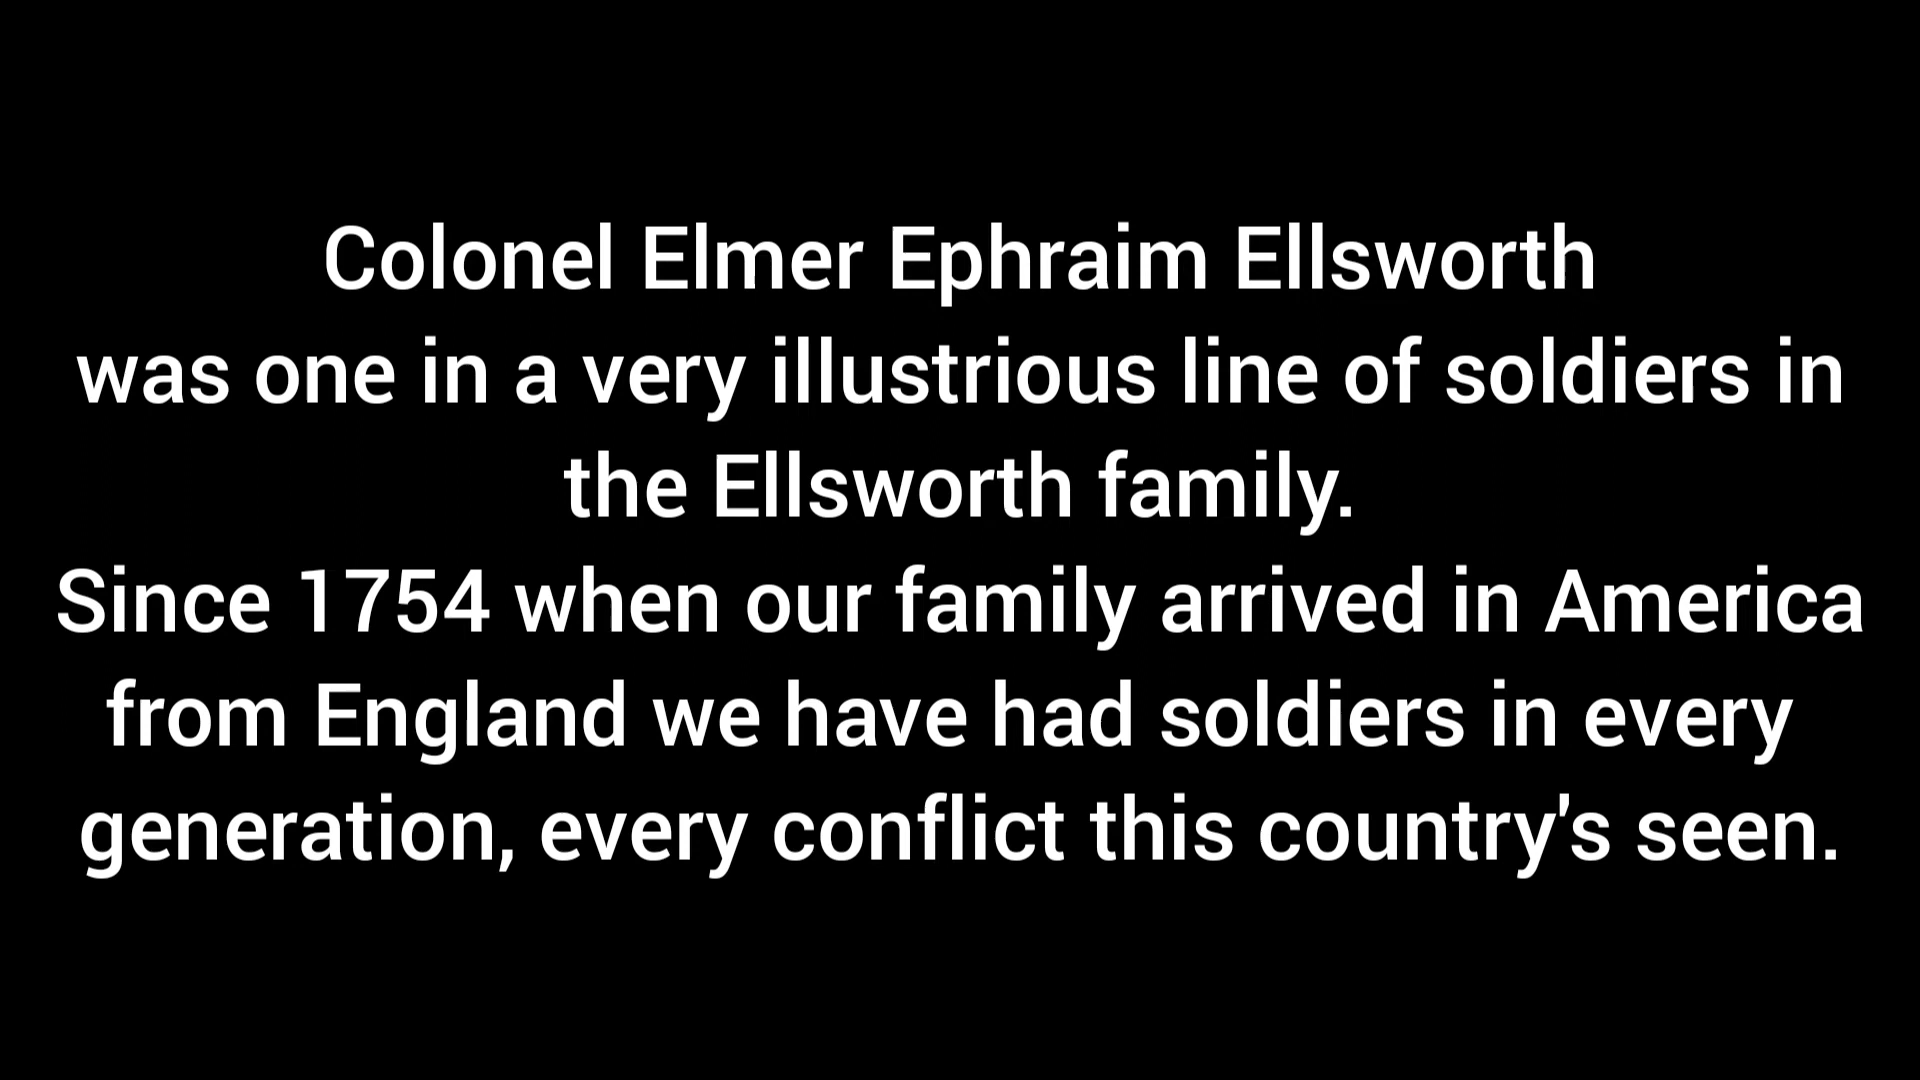 Colonel Elmer Ephraim Ellsworth
was one in a very illustrious line of soldiers in
the Ellsworth family.
Since 1754 when our family arrived in America
from England we have had soldiers in every
generation, every conflict this country's seen.